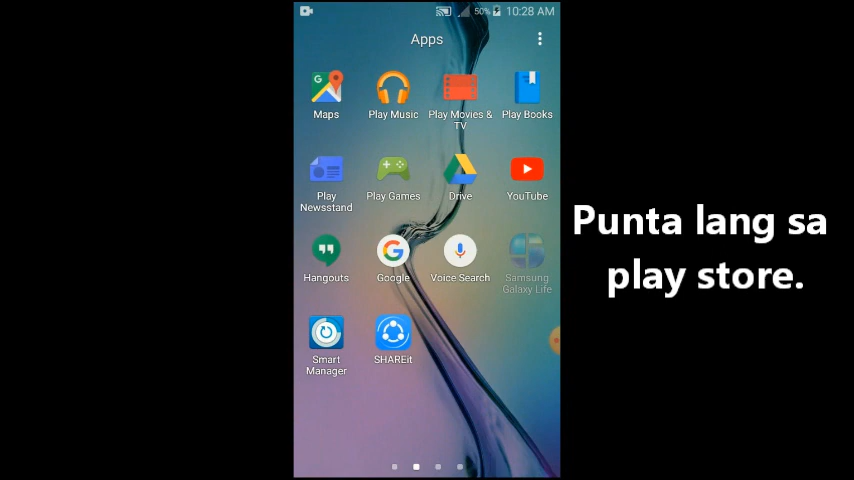 50% 10:28 AM
Apps
Maps
Play Music
Play Movies &
TV
Play Books
Play
Newsstand
Play Games
Drive
YouTube
Hangouts
Google
Voice Search
Samsung
Galaxy Life
Smart
Manager
SHAREit
Punta lang sa
play store.